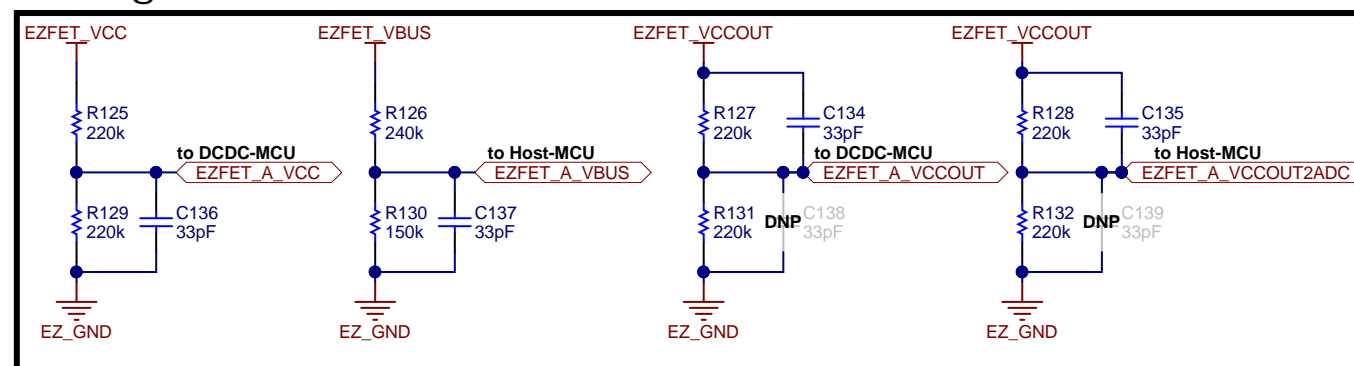 EZFET_VCC
EZFET_VBUS
EZFET_VCCOUT
EZFET_VCCOUT
R125
220k
R126
240k
R127
220k
C134
33pF
R128
220k
C135
33pF
to DCDC-MCU
EZFET_A_VCC
to Host-MCU
EZFET_A_VBUS
to DCDC-MCU
EZFET_A_VCCOUT
to Host-MCU
EZFET_A_VCCOUT2ADC
R129
220k
C136
33pF
R130
150k
C137
33pF
R131
220k
DNP
C138
33pF
R132
220k
DNP
C139
33pF
EZ_GND
EZ_GND
EZ_GND
EZ_GND